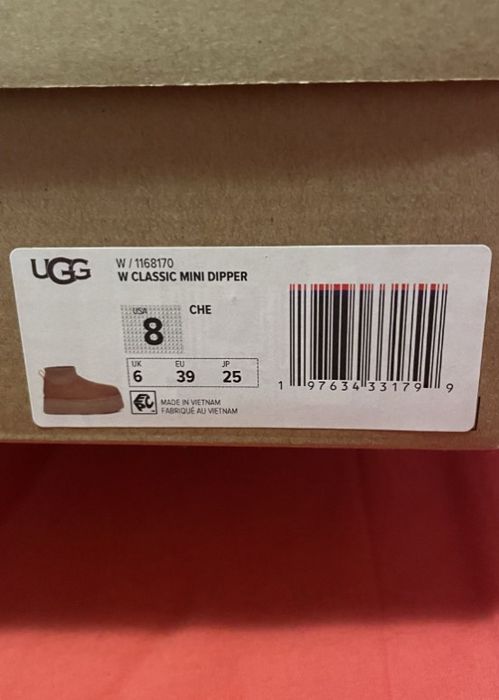 UGG
W / 1168170
W CLASSIC MINI DIPPER
USA
8
CHE
UK EU JP
6 39 25
MADE IN VIETNAM
FABRIQUÉ AU VIETNAM
1 97634 33179 9